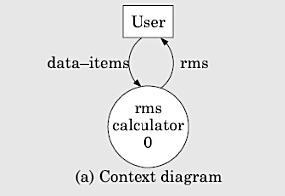 User
data–items
rms
rms
calculator
0
(a) Context diagram